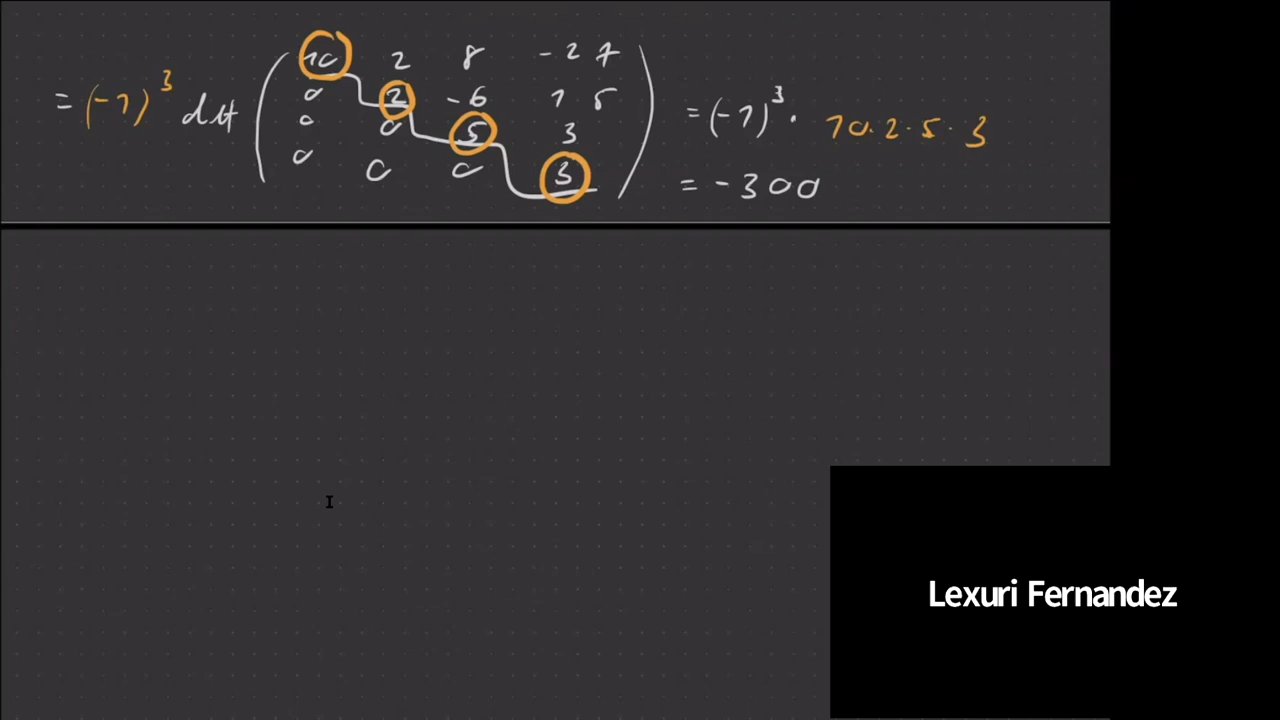 = (-1)³ det ( 10 2 8 -27 = (-1)³ · 10·2·5·3
0 2 -6 15
0 0 5 3
0 0 0 3 ) = -300
Lexuri Fernandez